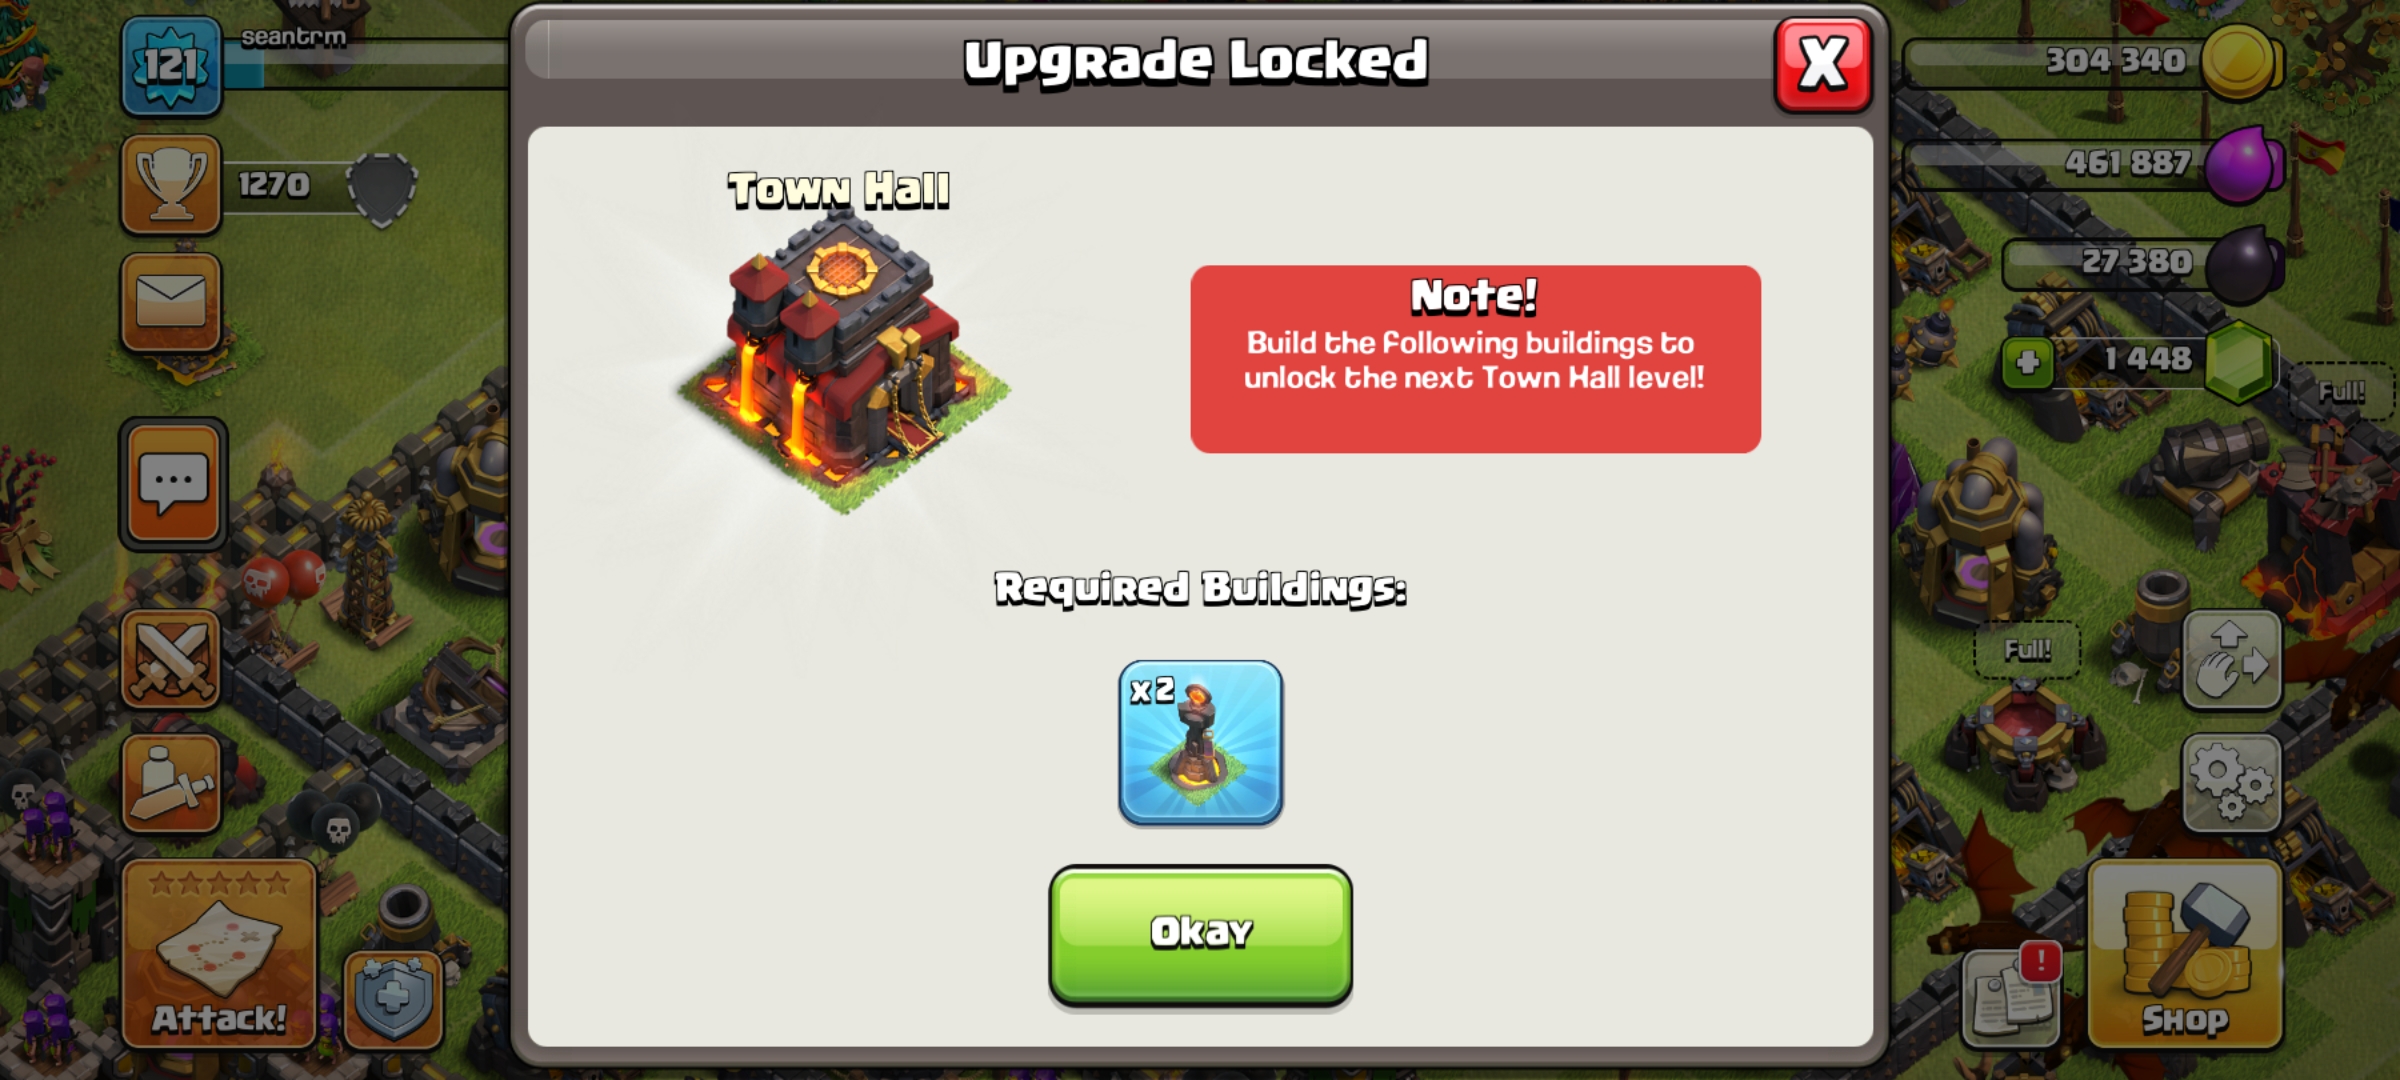 121
seantrm
1270
Upgrade Locked
X
304 340
461 887
27 380
1 448
Full!
Town Hall
Note!
Build the following buildings to
unlock the next Town Hall level!
Required Buildings:
x2
Okay
Full!
Attack!
!
Shop